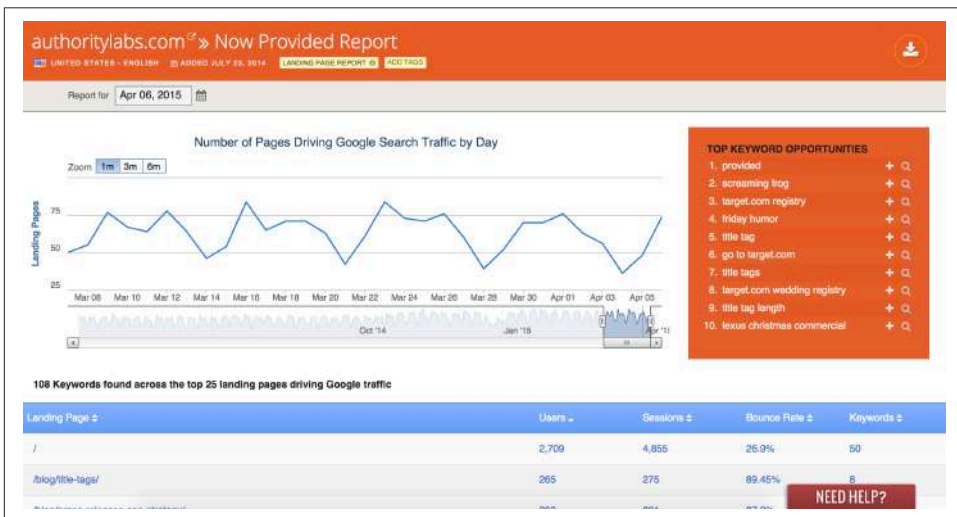 authoritylabs.com » Now Provided Report
UNITED STATES - ENGLISH ADDED JULY 23, 2014 LANDING PAGE REPORT ADD TAGS
Report for Apr 06, 2015
Number of Pages Driving Google Search Traffic by Day
Zoom 1m 3m 6m
Landing Pages
75
50
25
Mar 08 Mar 10 Mar 12 Mar 14 Mar 16 Mar 18 Mar 20 Mar 22 Mar 24 Mar 26 Mar 28 Mar 30 Apr 01 Apr 03 Apr 05
Oct '14 Jan '15 Apr '15
TOP KEYWORD OPPORTUNITIES
1. provided
2. screaming frog
3. target.com registry
4. friday humor
5. title tag
6. go to target.com
7. title tags
8. target.com wedding registry
9. title tag length
10. lexus christmas commercial
108 Keywords found across the top 25 landing pages driving Google traffic
Landing Page Users Sessions Bounce Rate Keywords
/ 2,709 4,855 26.9% 50
/blog/title-tags/ 265 275 89.45% 8
NEED HELP?